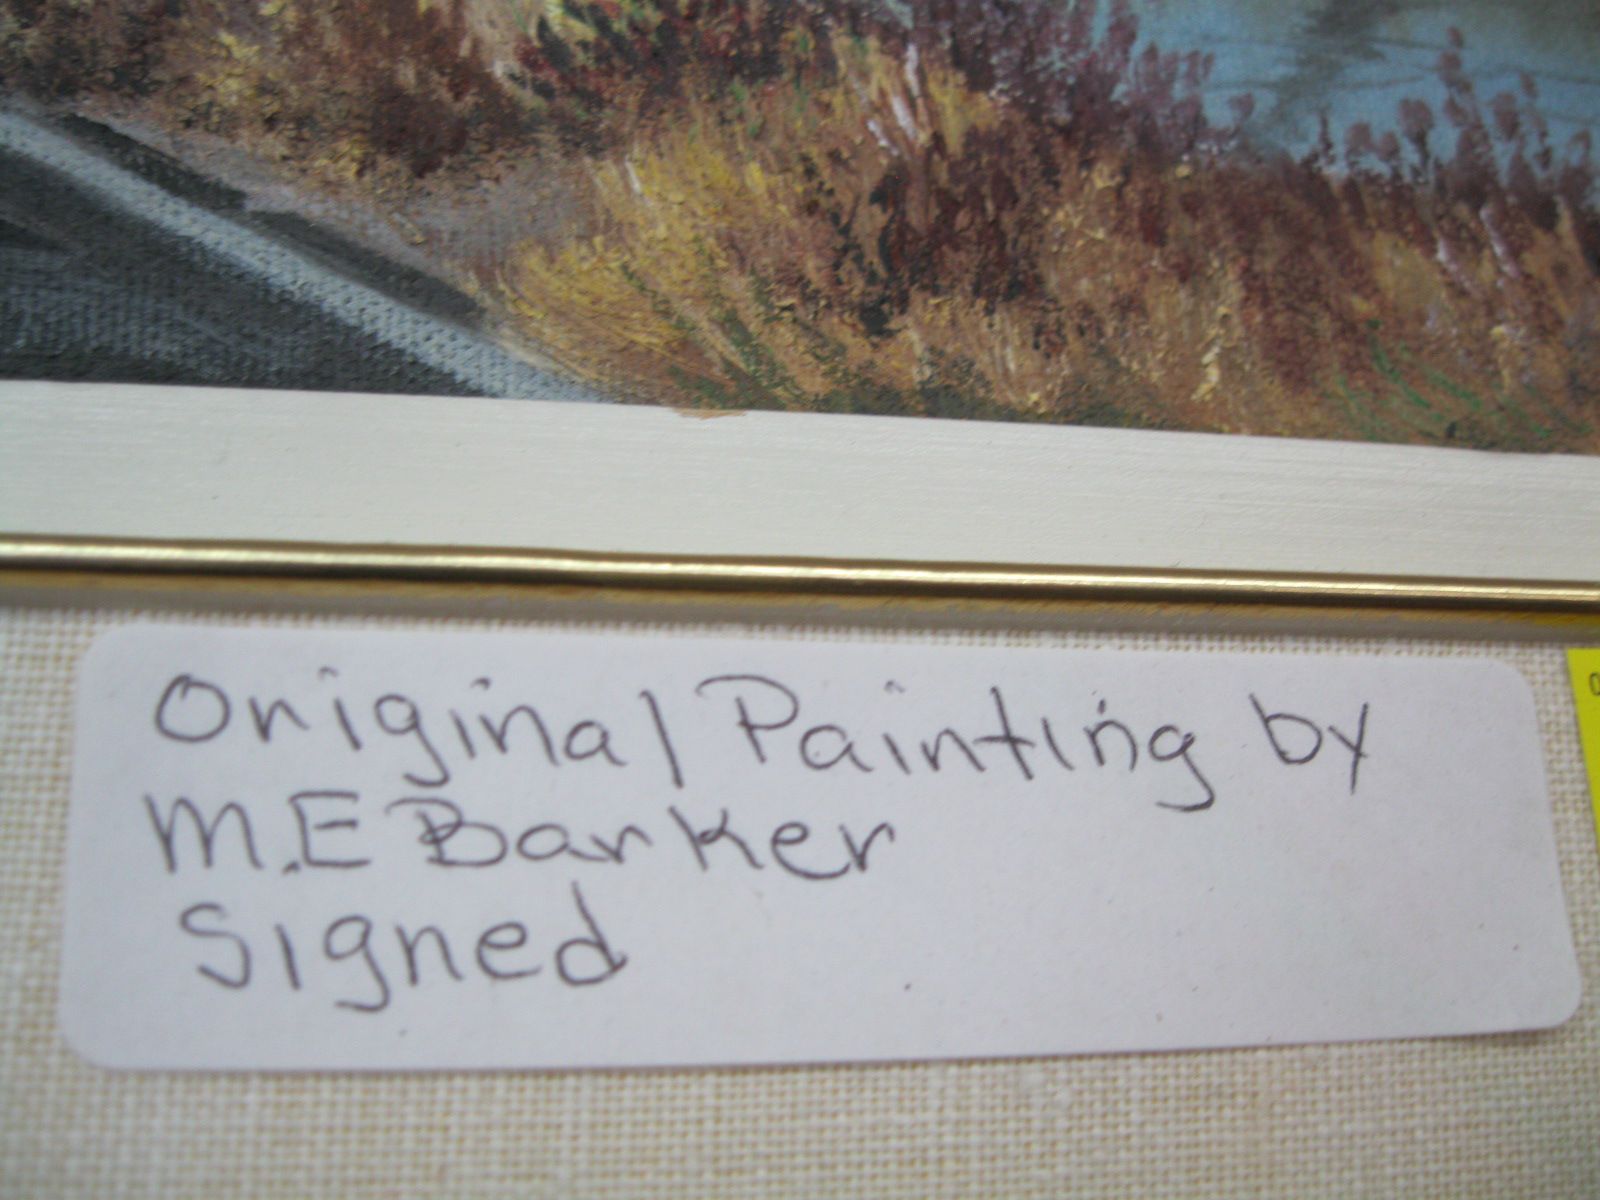 Original Painting by
M.E Barker
Signed